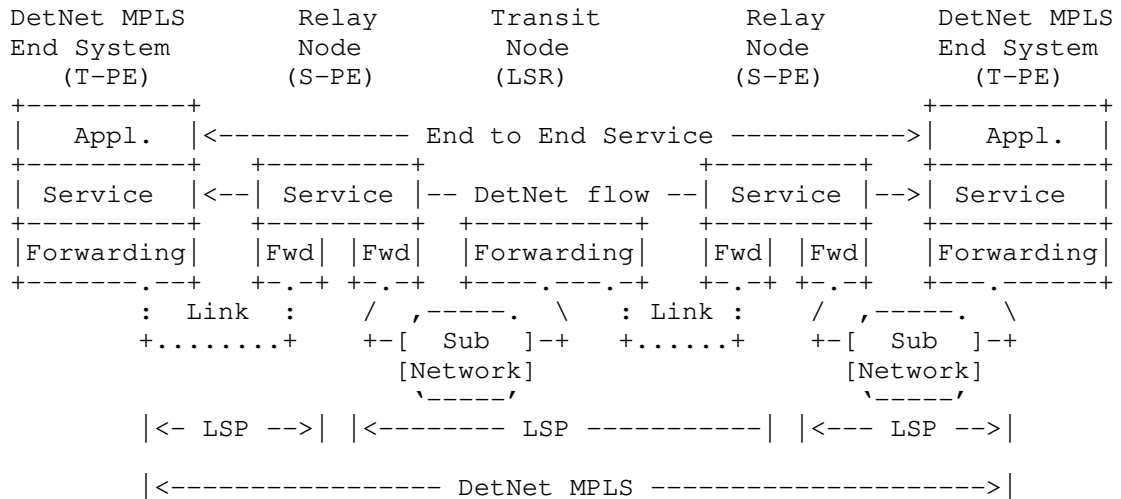 DetNet MPLS Relay Transit Relay DetNet MPLS
End System Node Node Node End System
(T-PE) (S-PE) (LSR) (S-PE) (T-PE)
Appl. End to End Service Appl.
Service Service DetNet flow Service Service
Forwarding Fwd Fwd Forwarding Fwd Fwd Forwarding
Link Link
Sub Sub
[Network] [Network]
LSP LSP LSP
DetNet MPLS